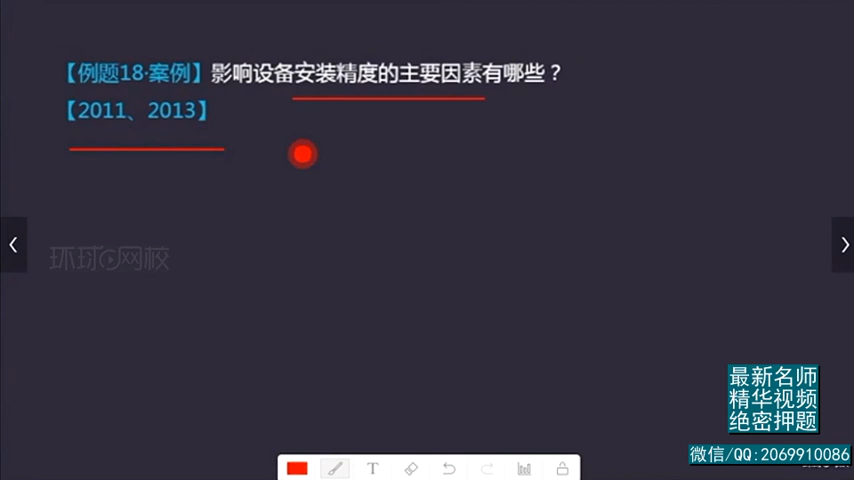 【例题18·案例】影响设备安装精度的主要因素有哪些？
【2011、2013】
环球网校
最新名师
精华视频
绝密押题
微信/QQ:2069910086
T